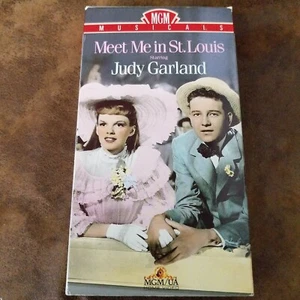 MGM
MUSICALS
Meet Me in St. Louis
Starring
Judy Garland
MGM/UA